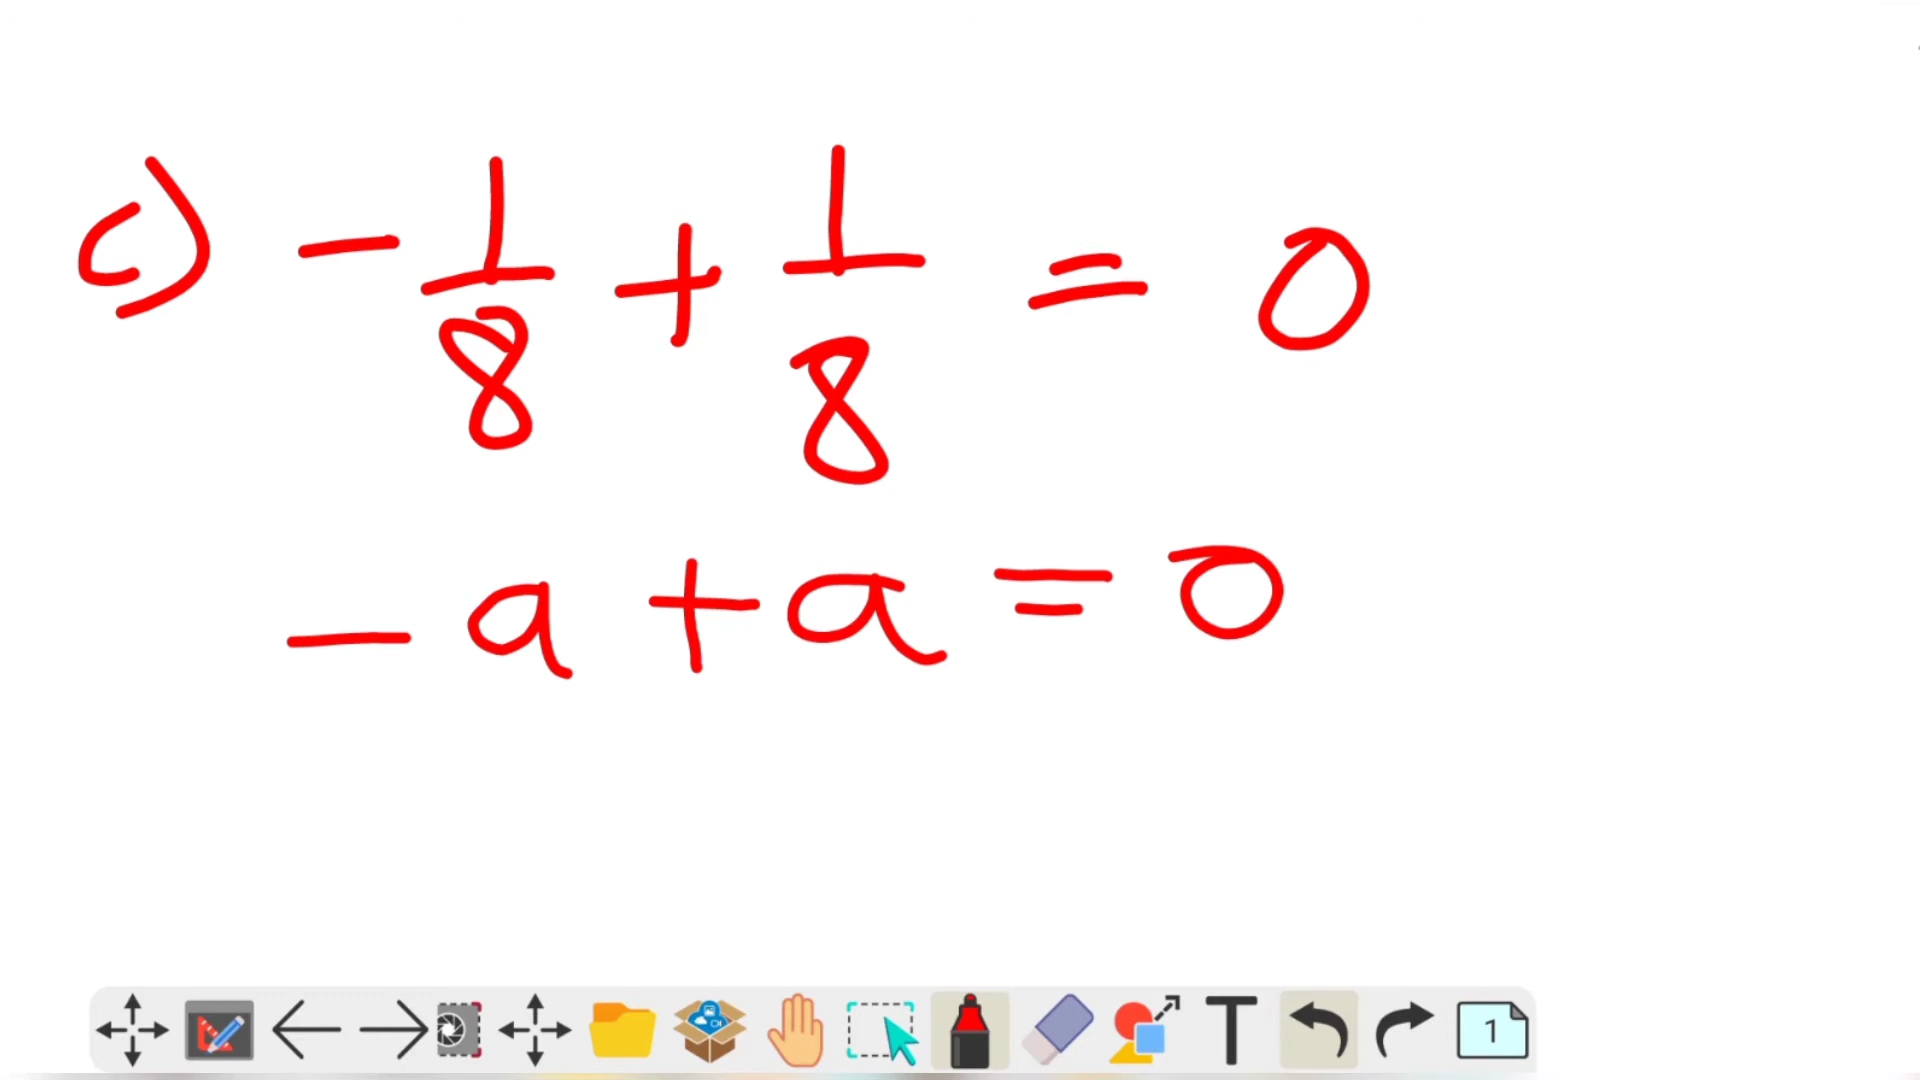 c) - 1/8 + 1/8 = 0
- a + a = 0
T 1